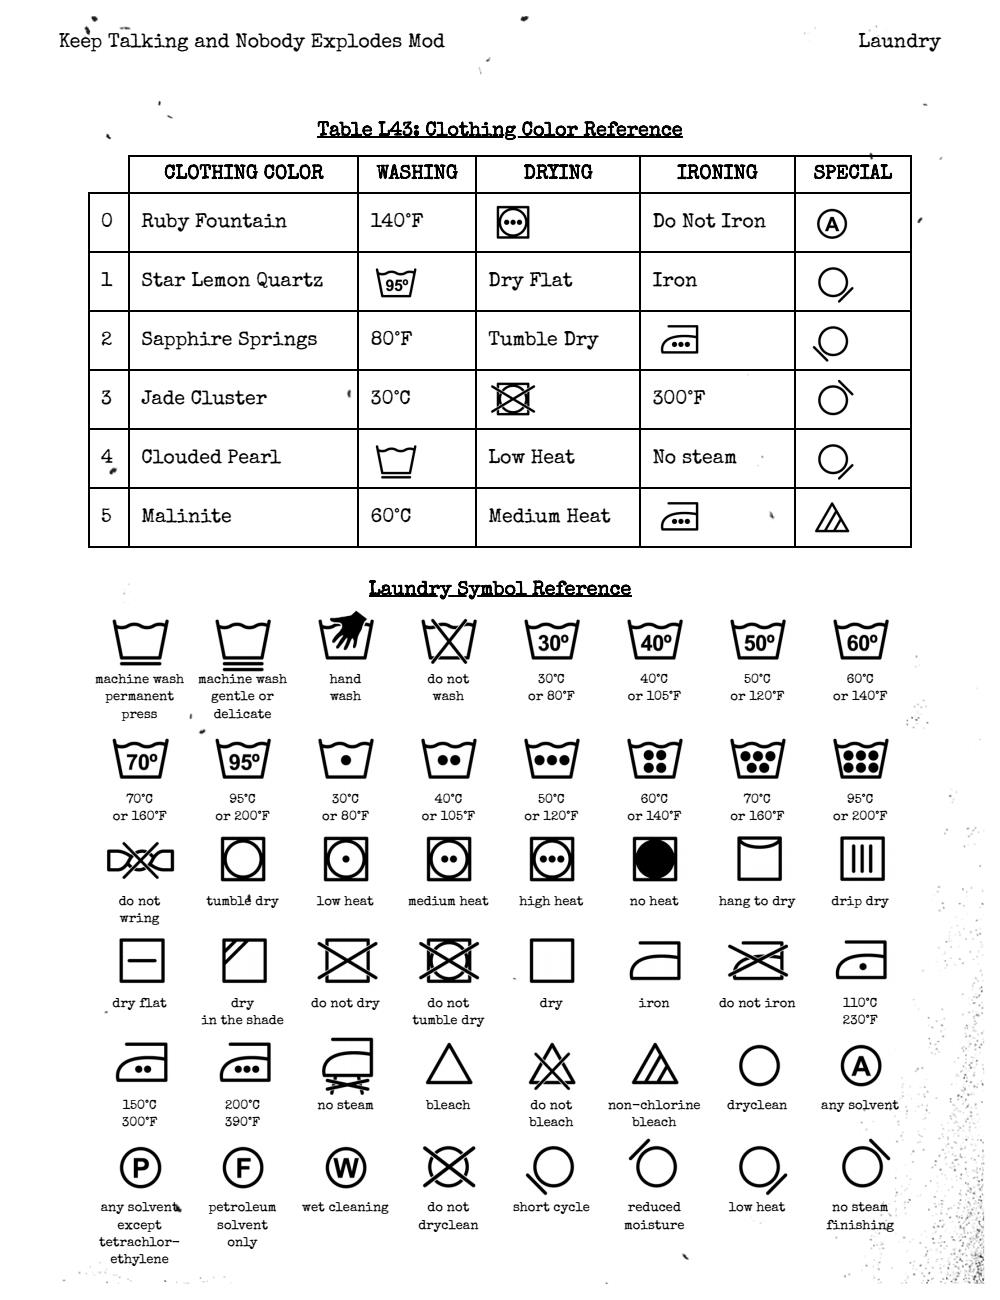 Keep Talking and Nobody Explodes Mod Laundry
Table L43: Clothing Color Reference
CLOTHING COLOR WASHING DRYING IRONING SPECIAL
0 Ruby Fountain 140°F Do Not Iron A
1 Star Lemon Quartz 95° Dry Flat Iron
2 Sapphire Springs 80°F Tumble Dry
3 Jade Cluster 30°C 300°F
4 Clouded Pearl Low Heat No steam
5 Malinite 60°C Medium Heat
Laundry Symbol Reference
30° 40° 50° 60°
machine wash machine wash hand do not 30°C 40°C 50°C 60°C
permanent gentle or wash wash or 80°F or 105°F or 120°F or 140°F
press delicate
70° 95°
70°C 95°C 30°C 40°C 50°C 60°C 70°C 95°C
or 160°F or 200°F or 80°F or 105°F or 120°F or 140°F or 160°F or 200°F
do not tumble dry low heat medium heat high heat no heat hang to dry drip dry
wring
dry flat dry do not dry do not dry iron do not iron 110°C
in the shade tumble dry 230°F
A
150°C 200°C no steam bleach do not non-chlorine dryclean any solvent
300°F 390°F bleach bleach
P F W
any solvent petroleum wet cleaning do not short cycle reduced low heat no steam
except solvent dryclean moisture finishing
tetrachlor- only
ethylene